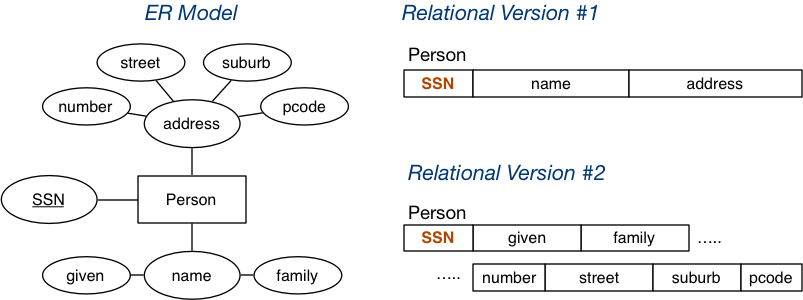 ER Model
street
suburb
number
pcode
address
SSN
Person
given
name
family
Relational Version #1
Person
SSN name address
Relational Version #2
Person
SSN given family .....
..... number street suburb pcode